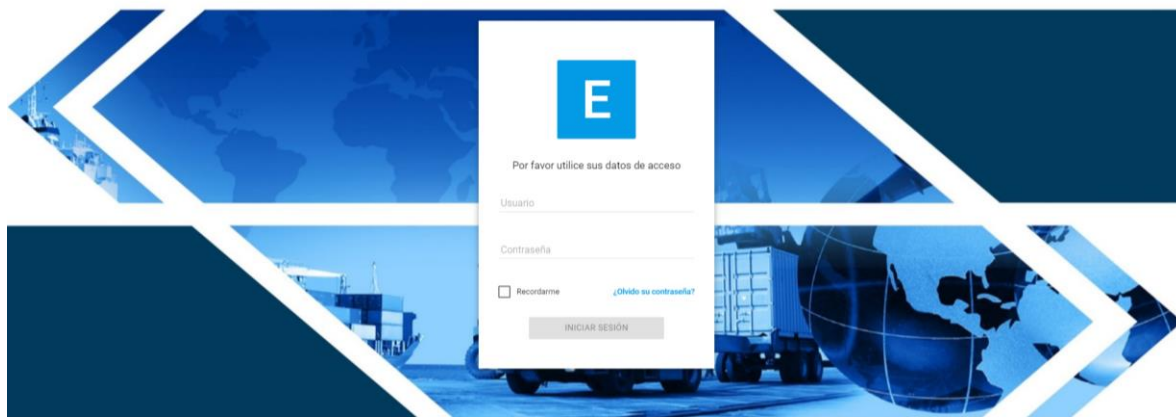 E
Por favor utilice sus datos de acceso
Usuario
Contraseña
Recordarme ¿Olvido su contraseña?
INICIAR SESIÓN